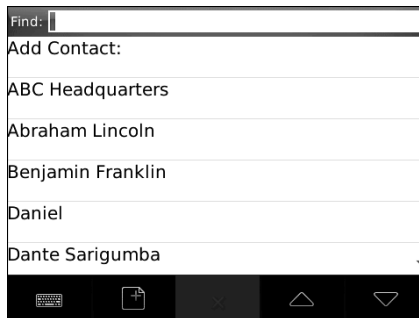 Find:
Add Contact:
ABC Headquarters
Abraham Lincoln
Benjamin Franklin
Daniel
Dante Sarigumba